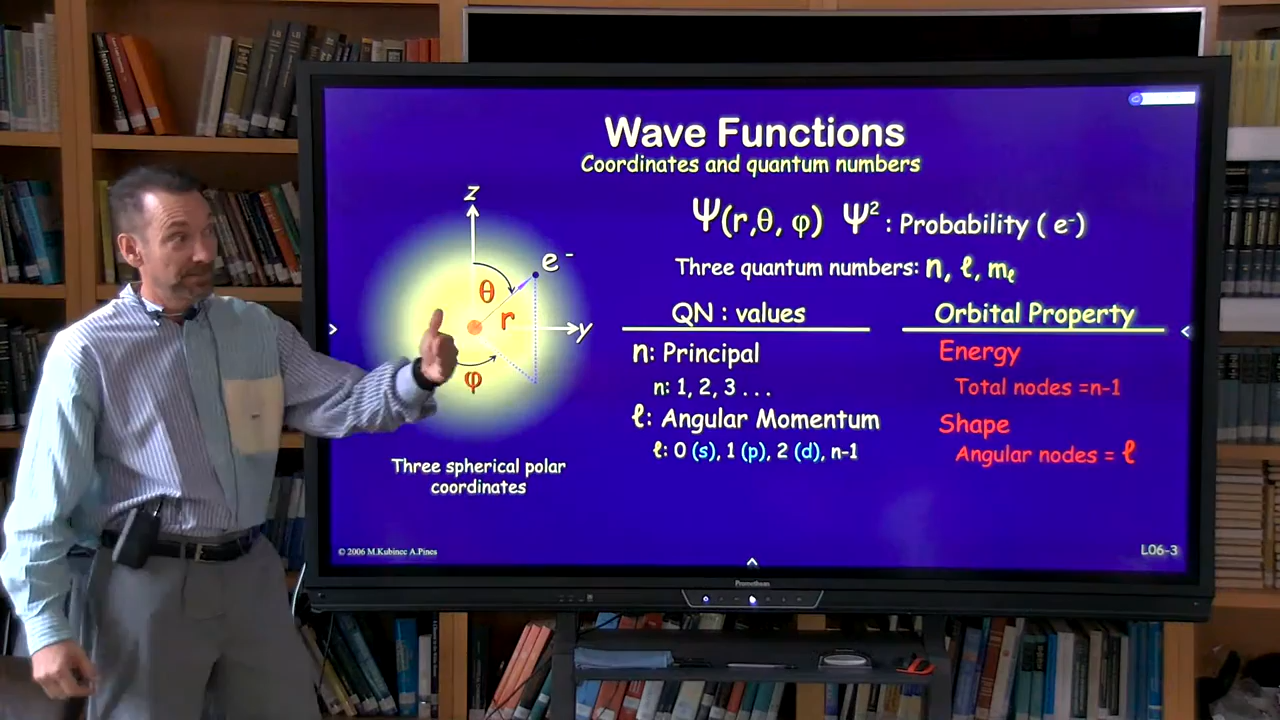 Wave Functions
Coordinates and quantum numbers
z
Ψ(r,θ, φ) Ψ² : Probability ( e⁻)
e⁻
Three quantum numbers: n, ℓ, mℓ
θ
r
y
φ
QN : values
Orbital Property
n: Principal
Energy
n: 1, 2, 3 . . .
Total nodes =n-1
ℓ: Angular Momentum
Shape
ℓ: 0 (s), 1 (p), 2 (d), n-1
Angular nodes = ℓ
Three spherical polar
coordinates
© 2006 M.Kubinec A.Pines
L06-3
Promethean